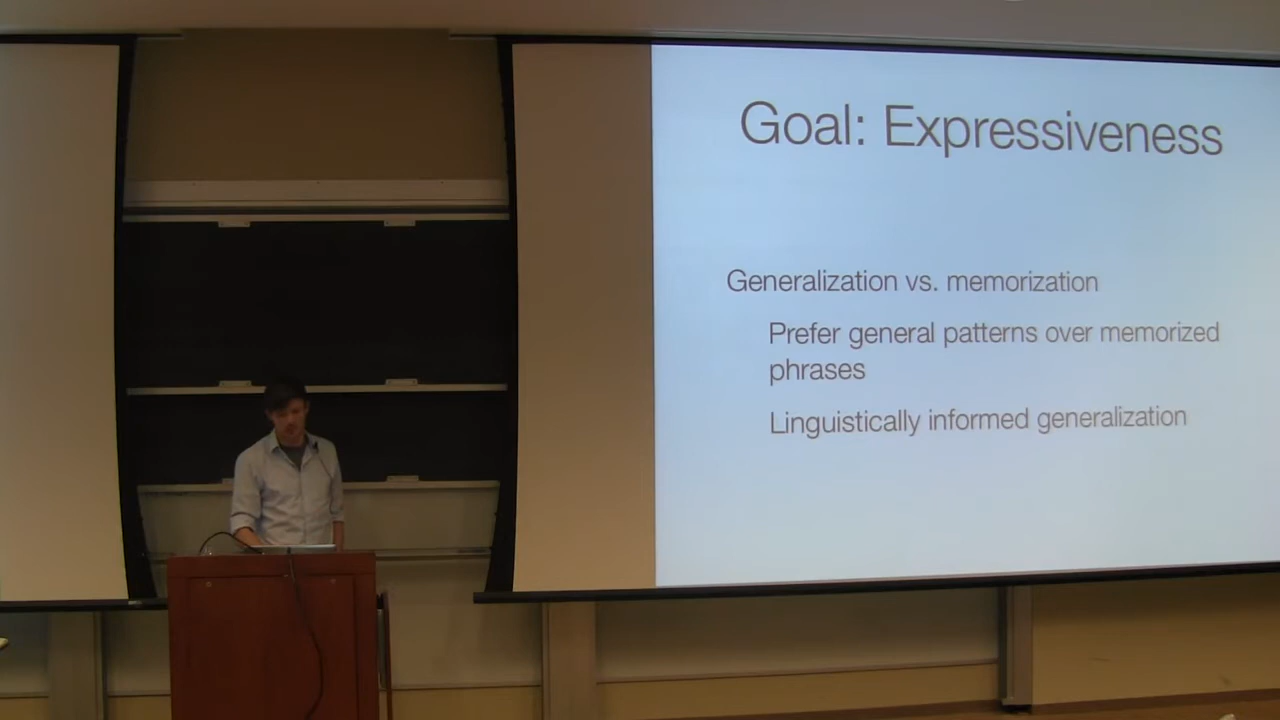 Goal: Expressiveness
Generalization vs. memorization
Prefer general patterns over memorized
phrases
Linguistically informed generalization